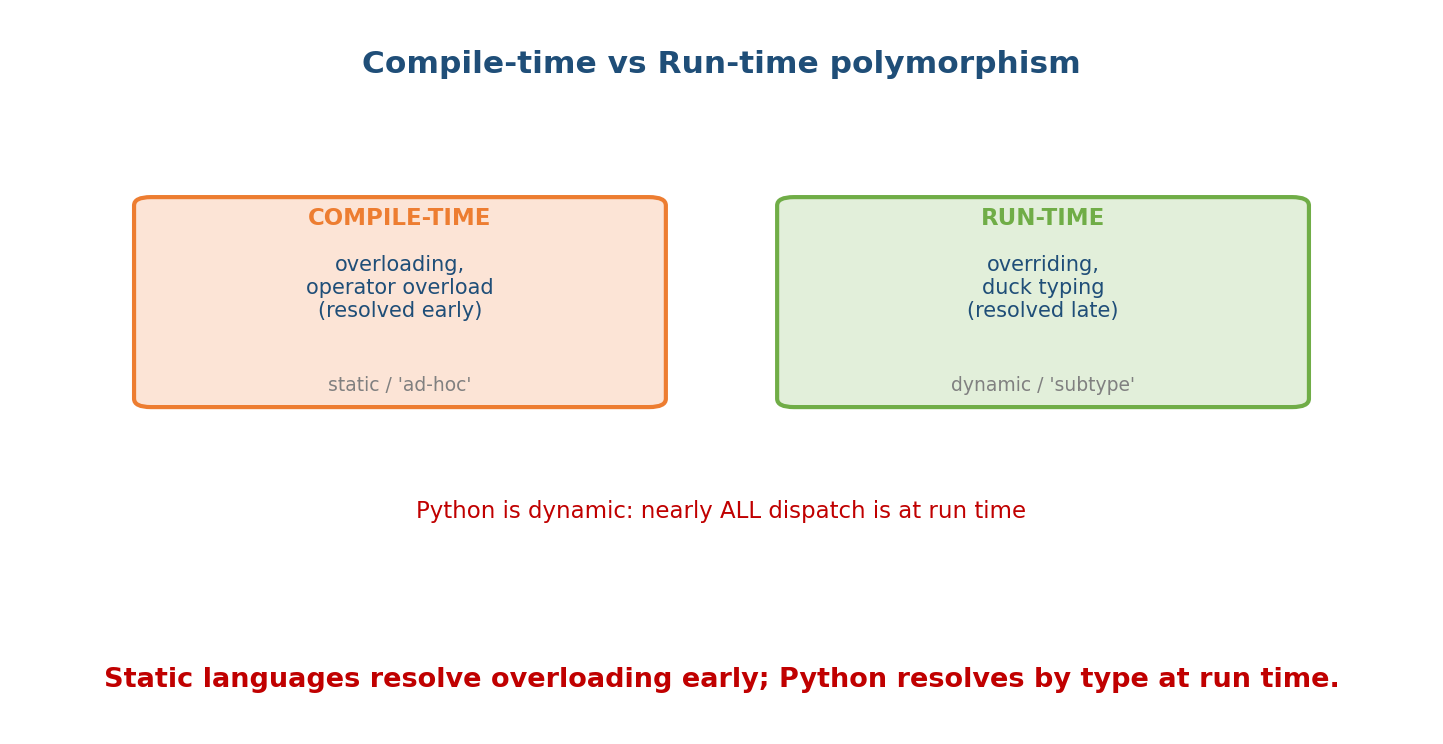 Compile-time vs Run-time polymorphism
COMPILE-TIME
overloading,
operator overload
(resolved early)
static / 'ad-hoc'
RUN-TIME
overriding,
duck typing
(resolved late)
dynamic / 'subtype'
Python is dynamic: nearly ALL dispatch is at run time
Static languages resolve overloading early; Python resolves by type at run time.